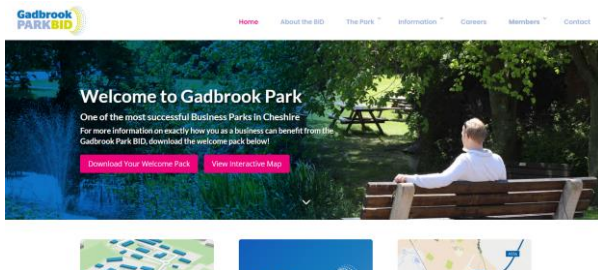 Gadbrook
PARKBID
Home About the BID The Park Information Careers Members Contact
Welcome to Gadbrook Park
One of the most successful Business Parks in Cheshire
For more information on exactly how you as a business can benefit from the
Gadbrook Park BID, download the welcome pack below!
Download Your Welcome Pack View Interactive Map